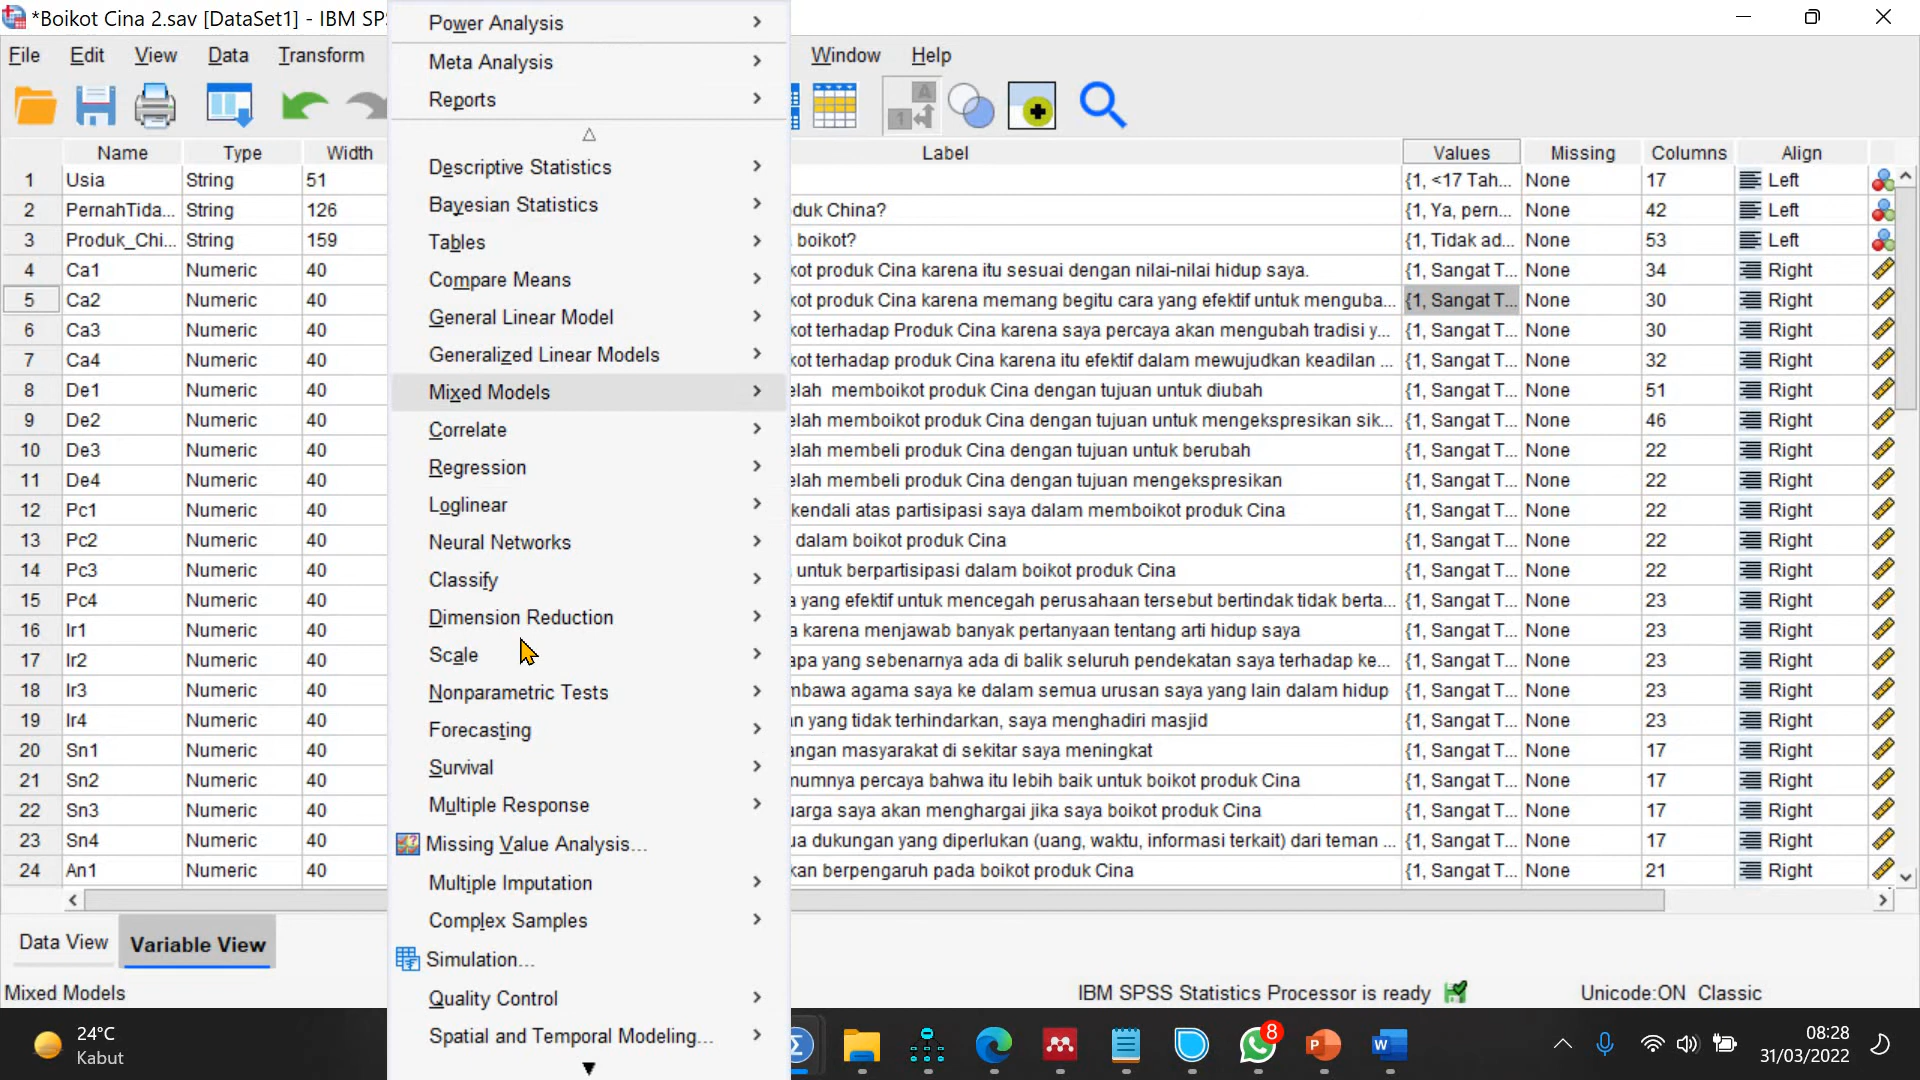 *Boikot Cina 2.sav [DataSet1] - IBM SP
File Edit View Data Transform Window Help
Power Analysis
Meta Analysis
Reports
Descriptive Statistics
Bayesian Statistics
Tables
Compare Means
General Linear Model
Generalized Linear Models
Mixed Models
Correlate
Regression
Loglinear
Neural Networks
Classify
Dimension Reduction
Scale
Nonparametric Tests
Forecasting
Survival
Multiple Response
Missing Value Analysis...
Multiple Imputation
Complex Samples
Simulation...
Quality Control
Spatial and Temporal Modeling...
Name Type Width Label Values Missing Columns Align
1 Usia String 51 {1, <17 Tah... None 17 Left
2 PernahTida... String 126 duk China? {1, Ya, pern... None 42 Left
3 Produk_Chi... String 159 boikot? {1, Tidak ad... None 53 Left
4 Ca1 Numeric 40 kot produk Cina karena itu sesuai dengan nilai-nilai hidup saya. {1, Sangat T... None 34 Right
5 Ca2 Numeric 40 kot produk Cina karena memang begitu cara yang efektif untuk menguba... {1, Sangat T... None 30 Right
6 Ca3 Numeric 40 kot terhadap Produk Cina karena saya percaya akan mengubah tradisi y... {1, Sangat T... None 30 Right
7 Ca4 Numeric 40 kot terhadap produk Cina karena itu efektif dalam mewujudkan keadilan ... {1, Sangat T... None 32 Right
8 De1 Numeric 40 elah memboikot produk Cina dengan tujuan untuk diubah {1, Sangat T... None 51 Right
9 De2 Numeric 40 elah memboikot produk Cina dengan tujuan untuk mengekspresikan sik... {1, Sangat T... None 46 Right
10 De3 Numeric 40 elah membeli produk Cina dengan tujuan untuk berubah {1, Sangat T... None 22 Right
11 De4 Numeric 40 elah membeli produk Cina dengan tujuan mengekspresikan {1, Sangat T... None 22 Right
12 Pc1 Numeric 40 kendali atas partisipasi saya dalam memboikot produk Cina {1, Sangat T... None 22 Right
13 Pc2 Numeric 40 dalam boikot produk Cina {1, Sangat T... None 22 Right
14 Pc3 Numeric 40 untuk berpartisipasi dalam boikot produk Cina {1, Sangat T... None 22 Right
15 Pc4 Numeric 40 a yang efektif untuk mencegah perusahaan tersebut bertindak tidak berta... {1, Sangat T... None 23 Right
16 Ir1 Numeric 40 a karena menjawab banyak pertanyaan tentang arti hidup saya {1, Sangat T... None 23 Right
17 Ir2 Numeric 40 apa yang sebenarnya ada di balik seluruh pendekatan saya terhadap ke... {1, Sangat T... None 23 Right
18 Ir3 Numeric 40 mbawa agama saya ke dalam semua urusan saya yang lain dalam hidup {1, Sangat T... None 23 Right
19 Ir4 Numeric 40 n yang tidak terhindarkan, saya menghadiri masjid {1, Sangat T... None 23 Right
20 Sn1 Numeric 40 angan masyarakat di sekitar saya meningkat {1, Sangat T... None 17 Right
21 Sn2 Numeric 40 mumnya percaya bahwa itu lebih baik untuk boikot produk Cina {1, Sangat T... None 17 Right
22 Sn3 Numeric 40 uarga saya akan menghargai jika saya boikot produk Cina {1, Sangat T... None 17 Right
23 Sn4 Numeric 40 ua dukungan yang diperlukan (uang, waktu, informasi terkait) dari teman ... {1, Sangat T... None 17 Right
24 An1 Numeric 40 kan berpengaruh pada boikot produk Cina {1, Sangat T... None 21 Right
Data View Variable View
Mixed Models IBM SPSS Statistics Processor is ready Unicode:ON Classic
24°C
Kabut
8
08:28
31/03/2022